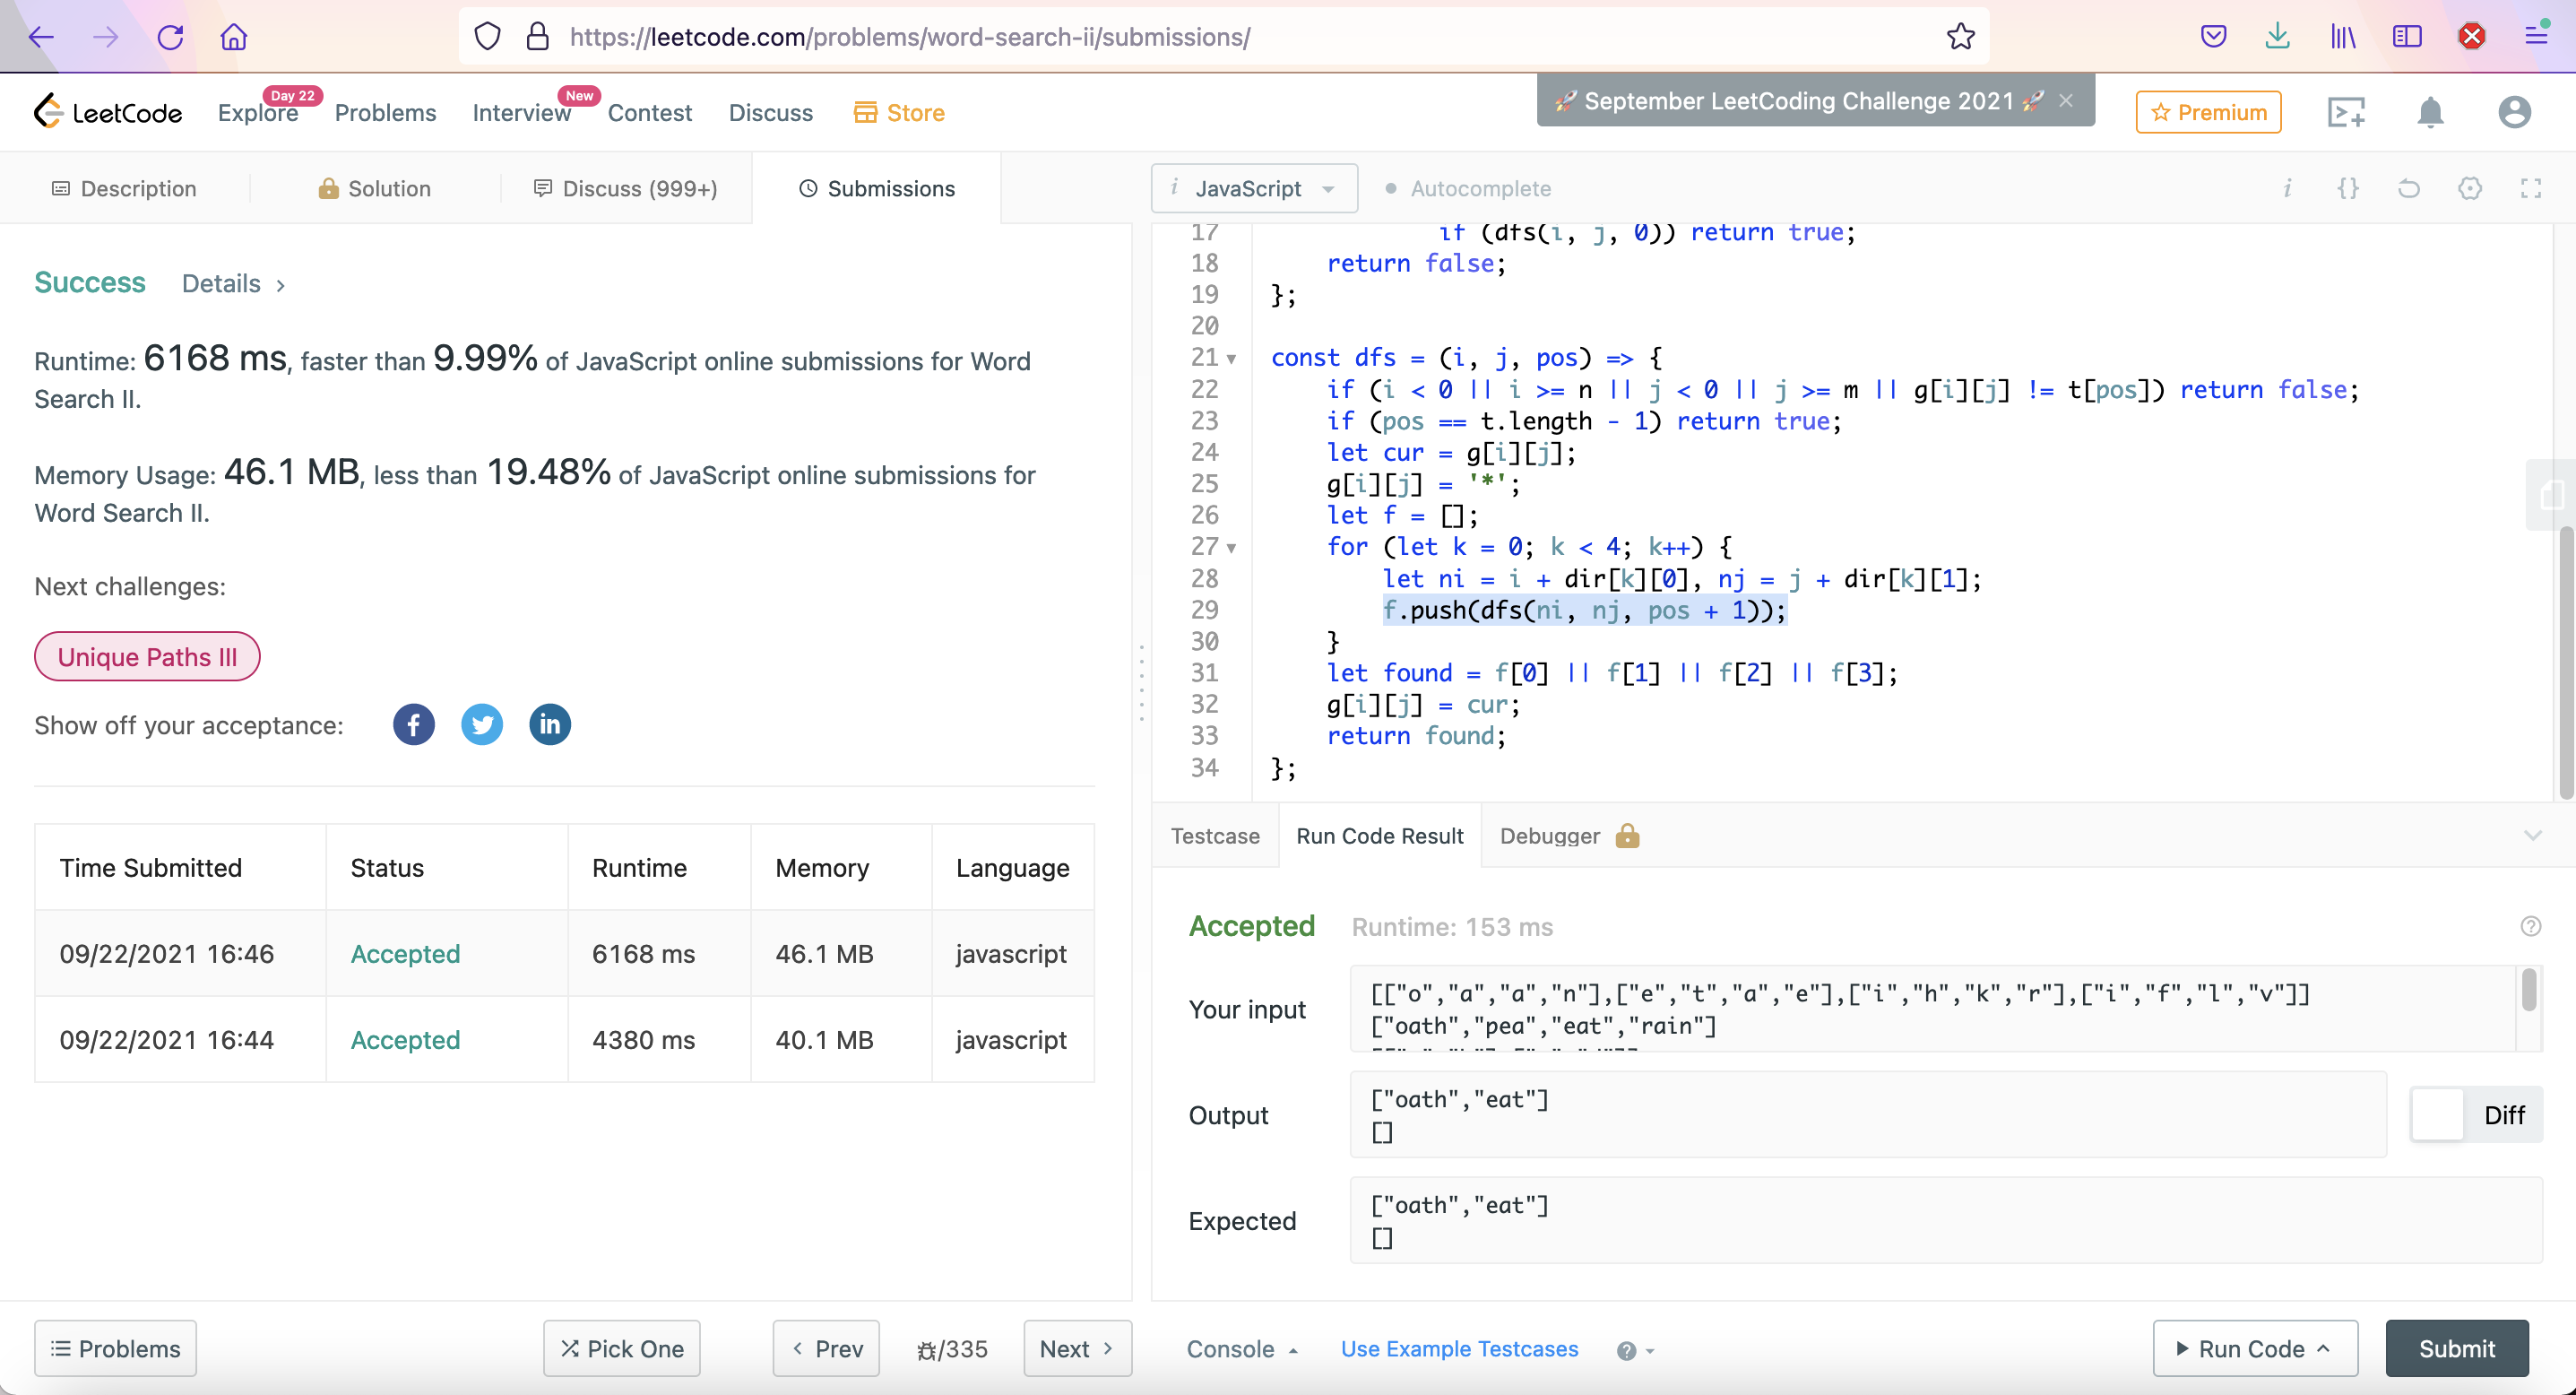 https://leetcode.com/problems/word-search-ii/submissions/
LeetCode
Explore
Day 22
Problems
Interview
New
Contest
Discuss
Store
🚀 September LeetCoding Challenge 2021 🚀 ×
Premium
Description
Solution
Discuss (999+)
Submissions
Success Details >
Runtime: 6168 ms, faster than 9.99% of JavaScript online submissions for Word
Search II.
Memory Usage: 46.1 MB, less than 19.48% of JavaScript online submissions for
Word Search II.
Next challenges:
Unique Paths III
Show off your acceptance:
Time Submitted Status Runtime Memory Language
09/22/2021 16:46 Accepted 6168 ms 46.1 MB javascript
09/22/2021 16:44 Accepted 4380 ms 40.1 MB javascript
i JavaScript
Autocomplete
i {}
17 if (dfs(i, j, 0)) return true;
18 return false;
19 };
20
21 const dfs = (i, j, pos) => {
22 if (i < 0 || i >= n || j < 0 || j >= m || g[i][j] != t[pos]) return false;
23 if (pos == t.length - 1) return true;
24 let cur = g[i][j];
25 g[i][j] = '*';
26 let f = [];
27 for (let k = 0; k < 4; k++) {
28 let ni = i + dir[k][0], nj = j + dir[k][1];
29 f.push(dfs(ni, nj, pos + 1));
30 }
31 let found = f[0] || f[1] || f[2] || f[3];
32 g[i][j] = cur;
33 return found;
34 };
Testcase
Run Code Result
Debugger
Accepted Runtime: 153 ms
Your input
[["o","a","a","n"],["e","t","a","e"],["i","h","k","r"],["i","f","l","v"]]
["oath","pea","eat","rain"]
Output
["oath","eat"]
[]
Diff
Expected
["oath","eat"]
[]
Problems
Pick One
< Prev
/335
Next >
Console
Use Example Testcases
Run Code
Submit